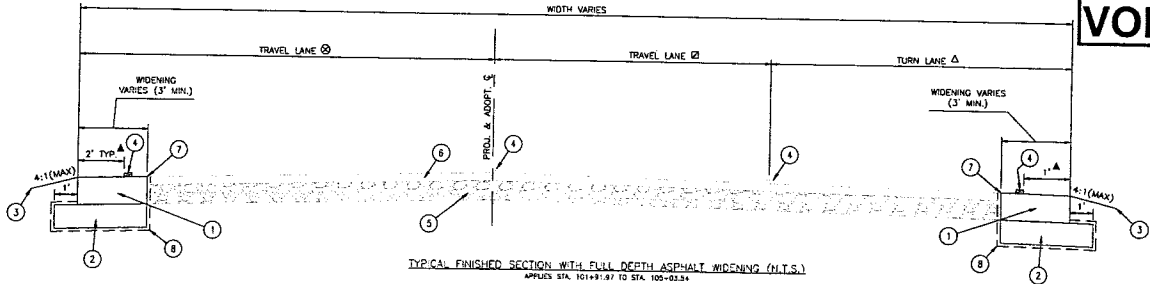 WIDTH VARIES
VOI
TRAVEL LANE ⊗
TRAVEL LANE ☑
TURN LANE Δ
WIDENING
VARIES (3' MIN.)
WIDENING VARIES
(3' MIN.)
PROJ. & ADOPT. ℄
2' TYP.▲
4
7
6
4
4
7
4
1'▲
4:1(MAX)
1'
3
4:1(MAX)
1'
3
5
1
2
8
1
8
2
TYPICAL FINISHED SECTION WITH FULL DEPTH ASPHALT WIDENING (N.T.S.)
APPLIES STA. 101+91.97 TO STA. 105+03.54